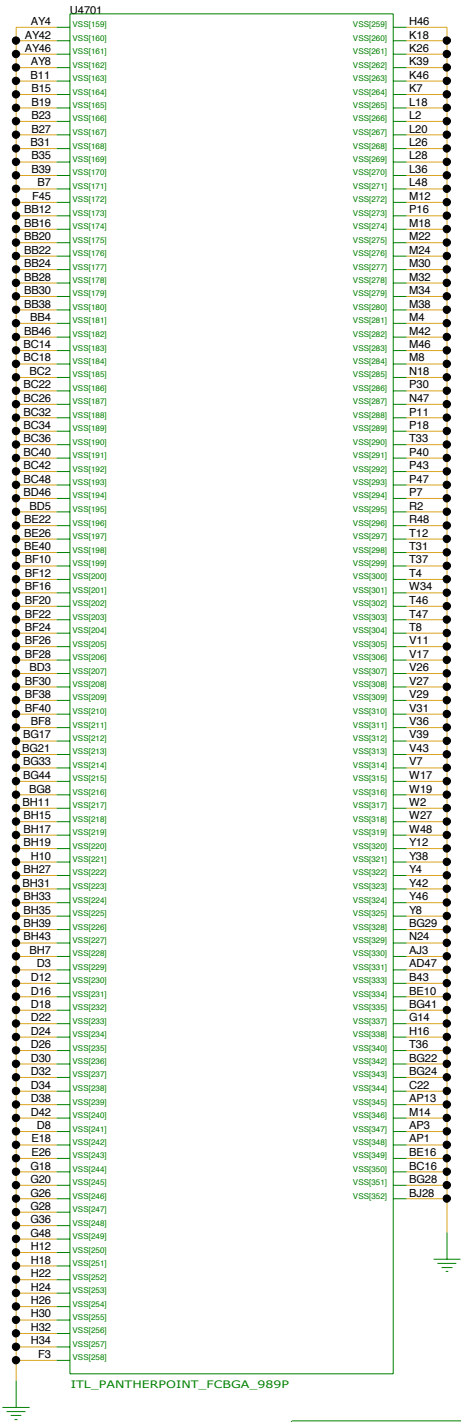 U4701
AY4 VSS[159] VSS[259] H46
AY42 VSS[160] VSS[260] K18
AY46 VSS[161] VSS[261] K26
AY8 VSS[162] VSS[262] K39
B11 VSS[163] VSS[263] K46
B15 VSS[164] VSS[264] K7
B19 VSS[165] VSS[265] L18
B23 VSS[166] VSS[266] L2
B27 VSS[167] VSS[267] L20
B31 VSS[168] VSS[268] L26
B35 VSS[169] VSS[269] L28
B39 VSS[170] VSS[270] L36
B7 VSS[171] VSS[271] L48
F45 VSS[172] VSS[272] M12
BB12 VSS[173] VSS[273] P16
BB16 VSS[174] VSS[274] M18
BB20 VSS[175] VSS[275] M22
BB22 VSS[176] VSS[276] M24
BB24 VSS[177] VSS[277] M30
BB28 VSS[178] VSS[278] M32
BB30 VSS[179] VSS[279] M34
BB38 VSS[180] VSS[280] M38
BB4 VSS[181] VSS[281] M4
BB46 VSS[182] VSS[282] M42
BC14 VSS[183] VSS[283] M46
BC18 VSS[184] VSS[284] M8
BC2 VSS[185] VSS[285] N18
BC22 VSS[186] VSS[286] P30
BC26 VSS[187] VSS[287] N47
BC32 VSS[188] VSS[288] P11
BC34 VSS[189] VSS[289] P18
BC36 VSS[190] VSS[290] T33
BC40 VSS[191] VSS[291] P40
BC42 VSS[192] VSS[292] P43
BC48 VSS[193] VSS[293] P47
BD46 VSS[194] VSS[294] P7
BD5 VSS[195] VSS[295] R2
BE22 VSS[196] VSS[296] R48
BE26 VSS[197] VSS[297] T12
BE40 VSS[198] VSS[298] T31
BF10 VSS[199] VSS[299] T37
BF12 VSS[200] VSS[300] T4
BF16 VSS[201] VSS[301] W34
BF20 VSS[202] VSS[302] T46
BF22 VSS[203] VSS[303] T47
BF24 VSS[204] VSS[304] T8
BF26 VSS[205] VSS[305] V11
BF28 VSS[206] VSS[306] V17
BD3 VSS[207] VSS[307] V26
BF30 VSS[208] VSS[308] V27
BF38 VSS[209] VSS[309] V29
BF40 VSS[210] VSS[310] V31
BF8 VSS[211] VSS[311] V36
BG17 VSS[212] VSS[312] V39
BG21 VSS[213] VSS[313] V43
BG33 VSS[214] VSS[314] V7
BG44 VSS[215] VSS[315] W17
BG8 VSS[216] VSS[316] W19
BH11 VSS[217] VSS[317] W2
BH15 VSS[218] VSS[318] W27
BH17 VSS[219] VSS[319] W48
BH19 VSS[220] VSS[320] Y12
H10 VSS[221] VSS[321] Y38
BH27 VSS[222] VSS[322] Y4
BH31 VSS[223] VSS[323] Y42
BH33 VSS[224] VSS[324] Y46
BH35 VSS[225] VSS[325] Y8
BH39 VSS[226] VSS[328] BG29
BH43 VSS[227] VSS[329] N24
BH7 VSS[228] VSS[330] AJ3
D3 VSS[229] VSS[331] AD47
D12 VSS[230] VSS[333] B43
D16 VSS[231] VSS[334] BE10
D18 VSS[232] VSS[335] BG41
D22 VSS[233] VSS[337] G14
D24 VSS[234] VSS[338] H16
D26 VSS[235] VSS[340] T36
D30 VSS[236] VSS[342] BG22
D32 VSS[237] VSS[343] BG24
D34 VSS[238] VSS[344] C22
D38 VSS[239] VSS[345] AP13
D42 VSS[240] VSS[346] M14
D8 VSS[241] VSS[347] AP3
E18 VSS[242] VSS[348] AP1
E26 VSS[243] VSS[349] BE16
G18 VSS[244] VSS[350] BC16
G20 VSS[245] VSS[351] BG28
G26 VSS[246] VSS[352] BJ28
G28 VSS[247]
G36 VSS[248]
G48 VSS[249]
H12 VSS[250]
H18 VSS[251]
H22 VSS[252]
H24 VSS[253]
H26 VSS[254]
H30 VSS[255]
H32 VSS[256]
H34 VSS[257]
F3 VSS[258]
ITL_PANTHERPOINT_FCBGA_989P